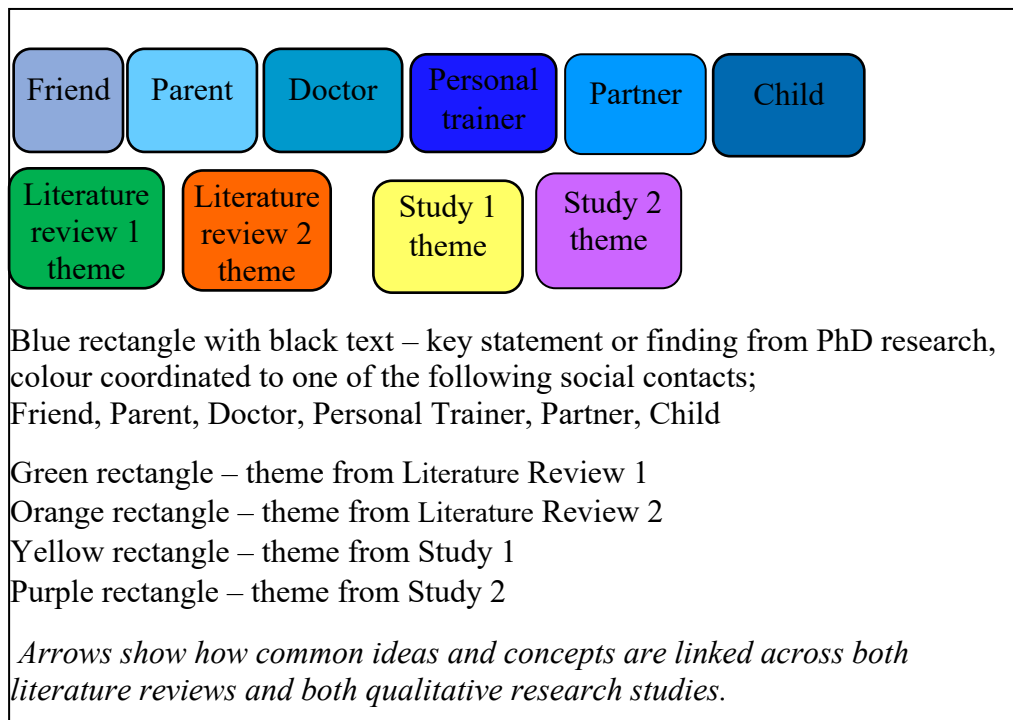 Friend
Parent
Doctor
Personal
trainer
Partner
Child
Literature
review 1
theme
Literature
review 2
theme
Study 1
theme
Study 2
theme
Blue rectangle with black text – key statement or finding from PhD research,
colour coordinated to one of the following social contacts;
Friend, Parent, Doctor, Personal Trainer, Partner, Child
Green rectangle – theme from Literature Review 1
Orange rectangle – theme from Literature Review 2
Yellow rectangle – theme from Study 1
Purple rectangle – theme from Study 2
Arrows show how common ideas and concepts are linked across both
literature reviews and both qualitative research studies.